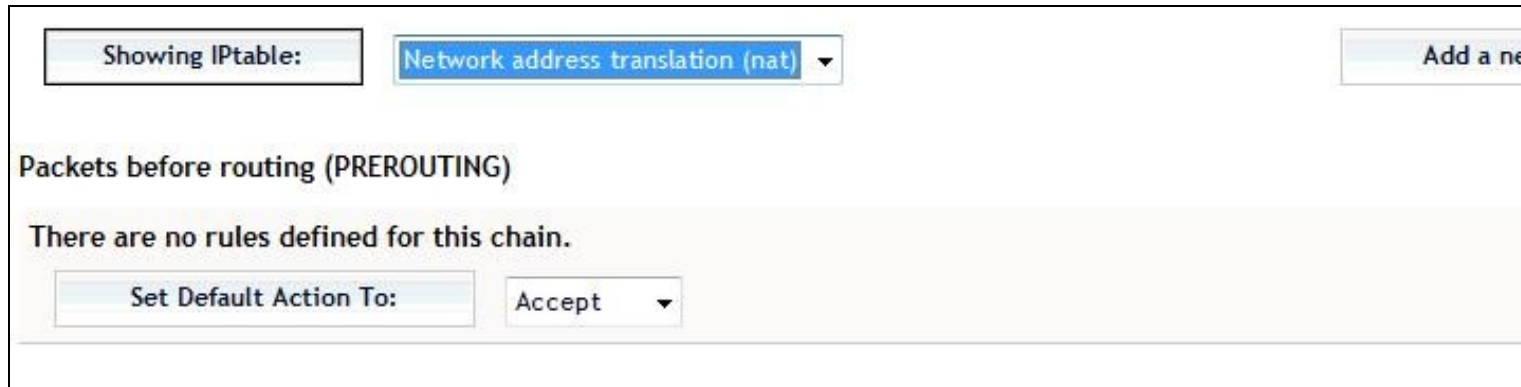 Showing IPtable: Network address translation (nat) Add a ne
Packets before routing (PREROUTING)
There are no rules defined for this chain.
Set Default Action To: Accept